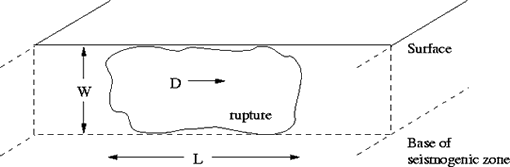 Surface
W
D
rupture
L
Base of
seismogenic zone